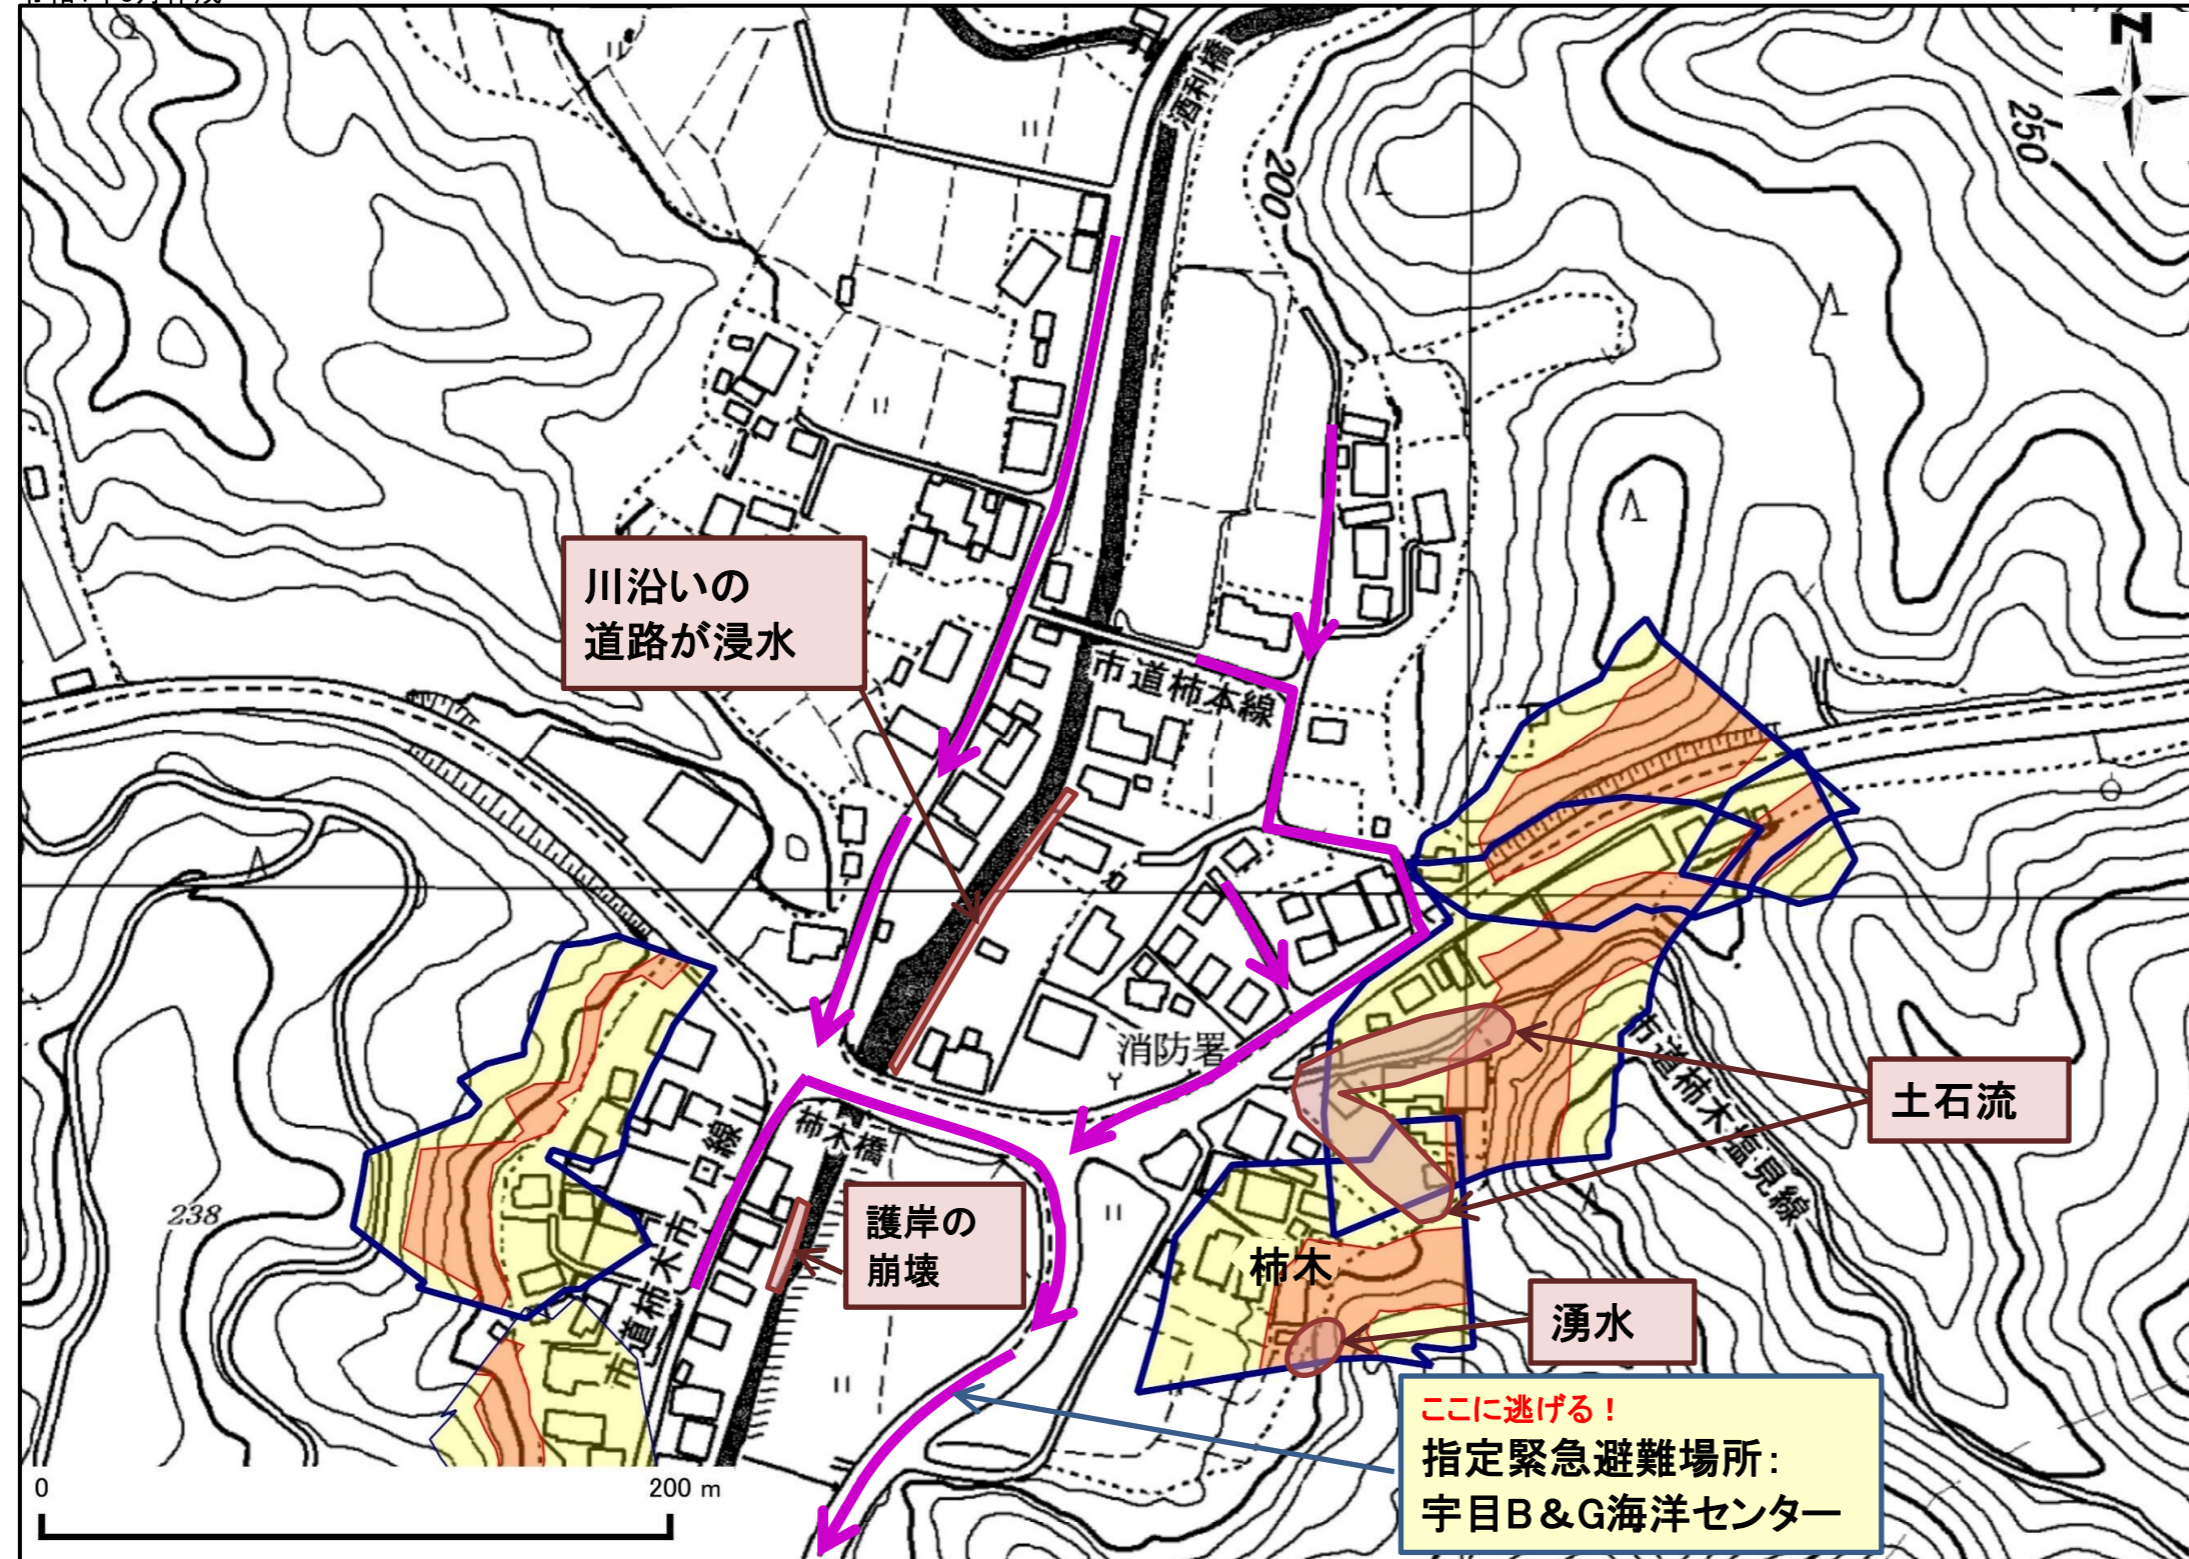 N
酒利橋
200
250
川沿いの
道路が浸水
市道柿本線
消防署
土石流
市道柿木塩見線
柿木橋
市道柿木市ノ口線
238
護岸の
崩壊
柿木
湧水
ここに逃げる！
指定緊急避難場所：
宇目B＆G海洋センター
0
200 m